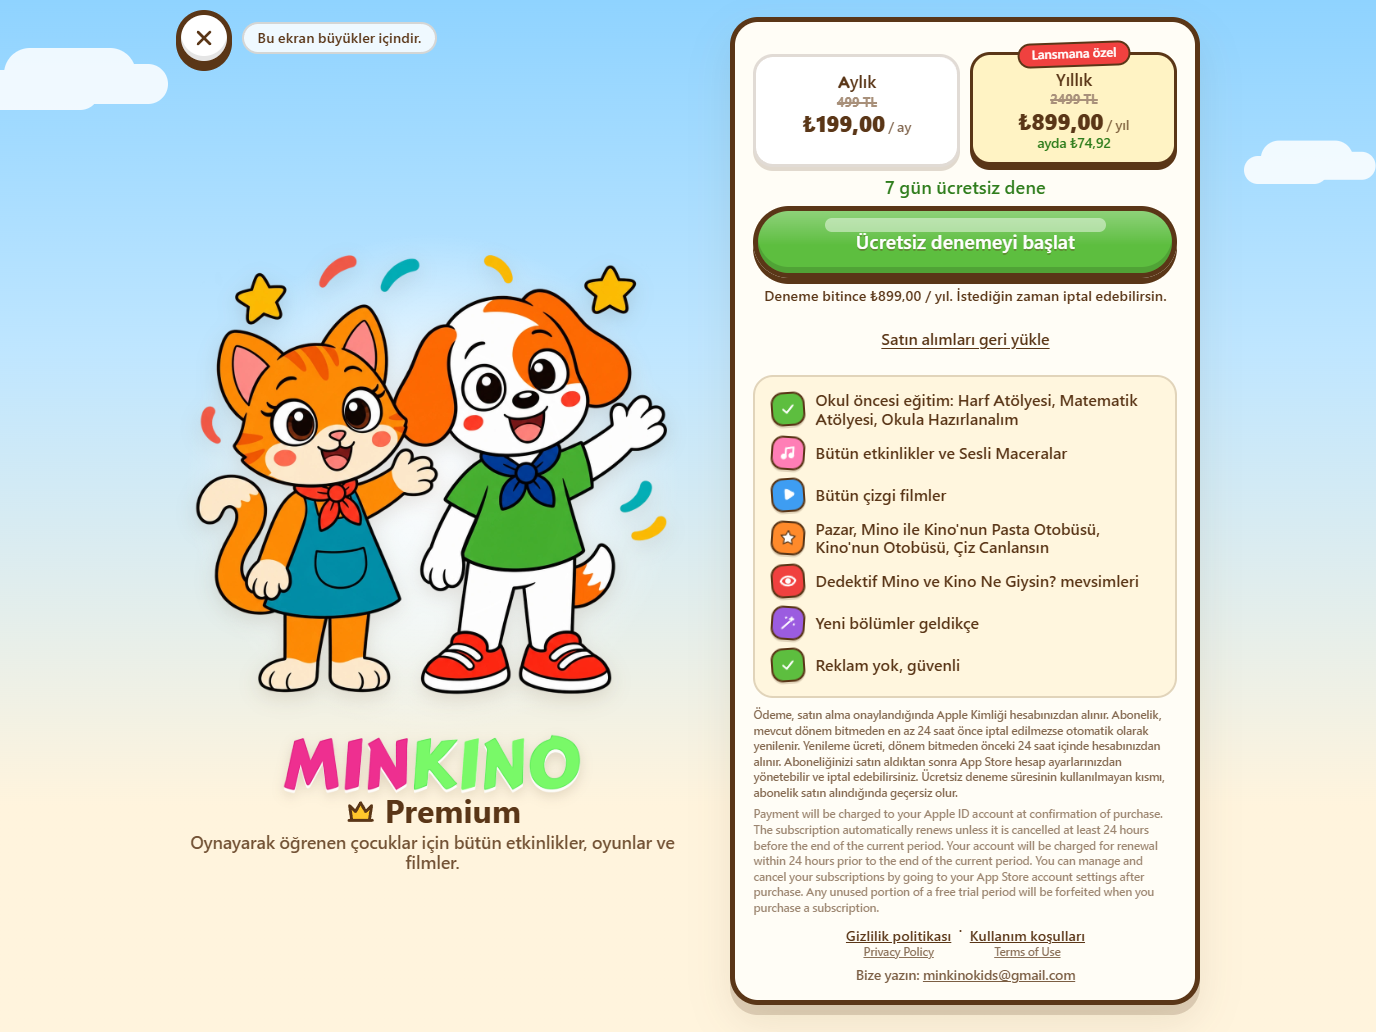 Bu ekran büyükler içindir.
MINKINO
Premium
Oynayarak öğrenen çocuklar için bütün etkinlikler, oyunlar ve
filmler.
Aylık
499 TL
₺199,00 / ay
Lansmana özel
Yıllık
2499 TL
₺899,00 / yıl
ayda ₺74,92
7 gün ücretsiz dene
Ücretsiz denemeyi başlat
Deneme bitince ₺899,00 / yıl. İstediğin zaman iptal edebilirsin.
Satın alımları geri yükle
Okul öncesi eğitim: Harf Atölyesi, Matematik
Atölyesi, Okula Hazırlanalım
Bütün etkinlikler ve Sesli Maceralar
Bütün çizgi filmler
Pazar, Mino ile Kino'nun Pasta Otobüsü,
Kino'nun Otobüsü, Çiz Canlansın
Dedektif Mino ve Kino Ne Giysin? mevsimleri
Yeni bölümler geldikçe
Reklam yok, güvenli
Ödeme, satın alma onaylandığında Apple Kimliği hesabınızdan alınır. Abonelik,
mevcut dönem bitmeden en az 24 saat önce iptal edilmezse otomatik olarak
yenilenir. Yenileme ücreti, dönem bitmeden önceki 24 saat içinde hesabınızdan
alınır. Aboneliğinizi satın aldıktan sonra App Store hesap ayarlarınızdan
yönetebilir ve iptal edebilirsiniz. Ücretsiz deneme süresinin kullanılmayan kısmı,
abonelik satın alındığında geçersiz olur.
Payment will be charged to your Apple ID account at confirmation of purchase.
The subscription automatically renews unless it is cancelled at least 24 hours
before the end of the current period. Your account will be charged for renewal
within 24 hours prior to the end of the current period. You can manage and
cancel your subscriptions by going to your App Store account settings after
purchase. Any unused portion of a free trial period will be forfeited when you
purchase a subscription.
Gizlilik politikası · Kullanım koşulları
Privacy Policy Terms of Use
Bize yazın: minkinokids@gmail.com